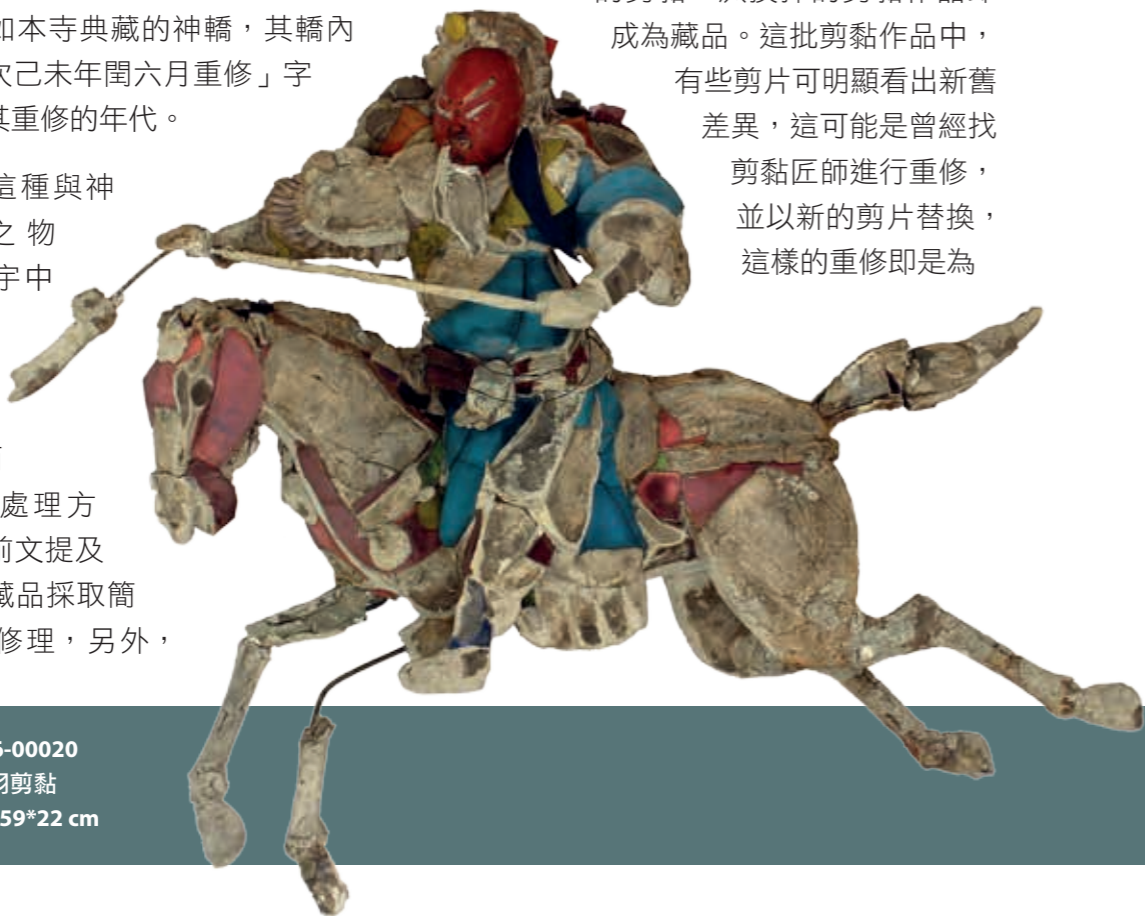 如本寺典藏的神轎，其轎內
次己未年閏六月重修」字
其重修的年代。
這種與神
之物
宇中
處理方
前文提及
藏品採取簡
修理，另外，
成為藏品。這批剪黏作品中，
有些剪片可明顯看出新舊
差異，這可能是曾經找
剪黏匠師進行重修，
並以新的剪片替換，
這樣的重修即是為
-00020
剪黏
59*22 cm